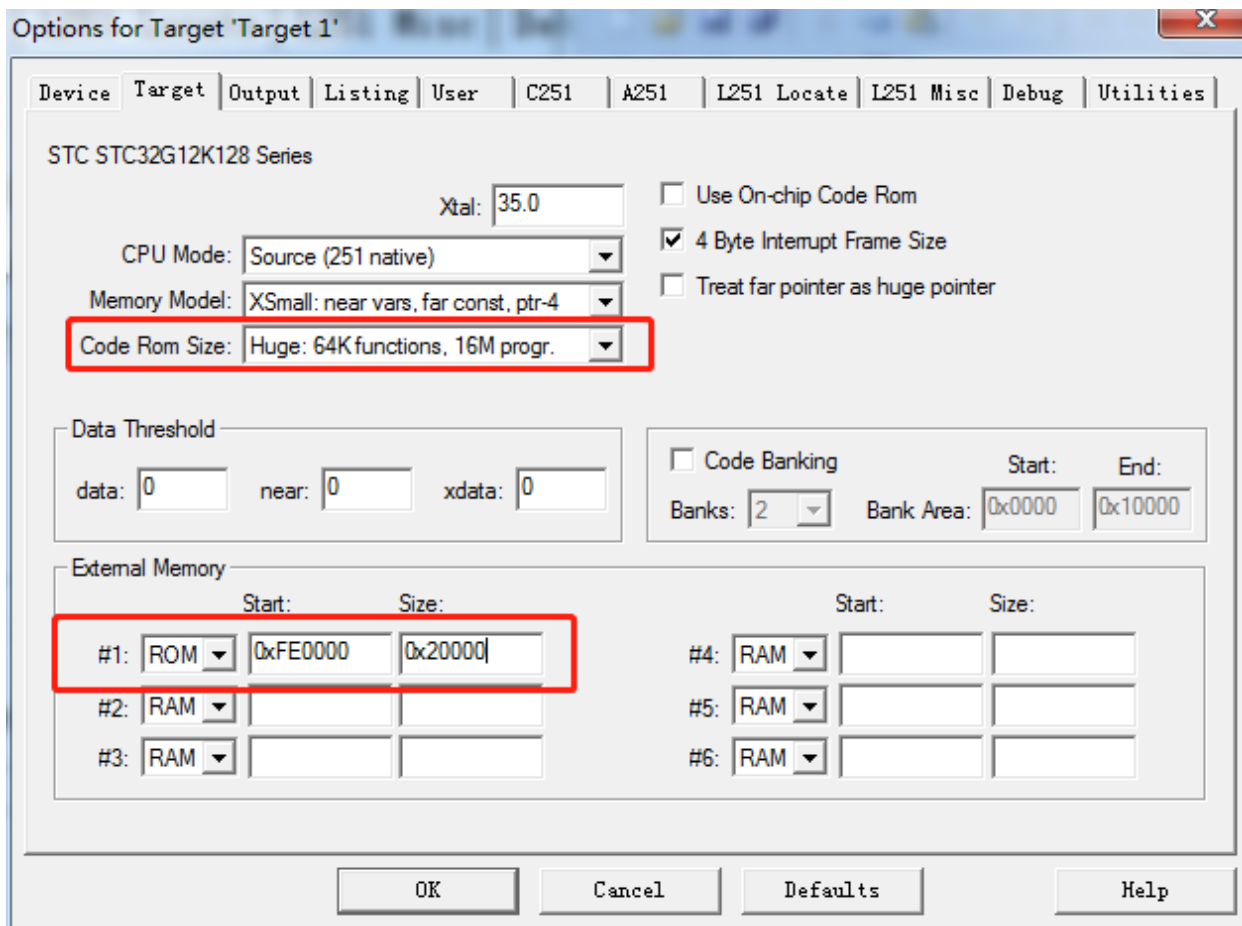 Options for Target 'Target 1'
Device Target Output Listing User C251 A251 L251 Locate L251 Misc Debug Utilities
STC STC32G12K128 Series
Xtal: 35.0
CPU Mode: Source (251 native)
Memory Model: XSmall: near vars, far const, ptr-4
Code Rom Size: Huge: 64K functions, 16M progr.
Use On-chip Code Rom
4 Byte Interrupt Frame Size
Treat far pointer as huge pointer
Data Threshold
data: 0 near: 0 xdata: 0
Code Banking Start: End:
Banks: 2 Bank Area: 0x0000 0x10000
External Memory
Start: Size: Start: Size:
#1: ROM 0xFE0000 0x20000 #4: RAM
#2: RAM #5: RAM
#3: RAM #6: RAM
OK Cancel Defaults Help